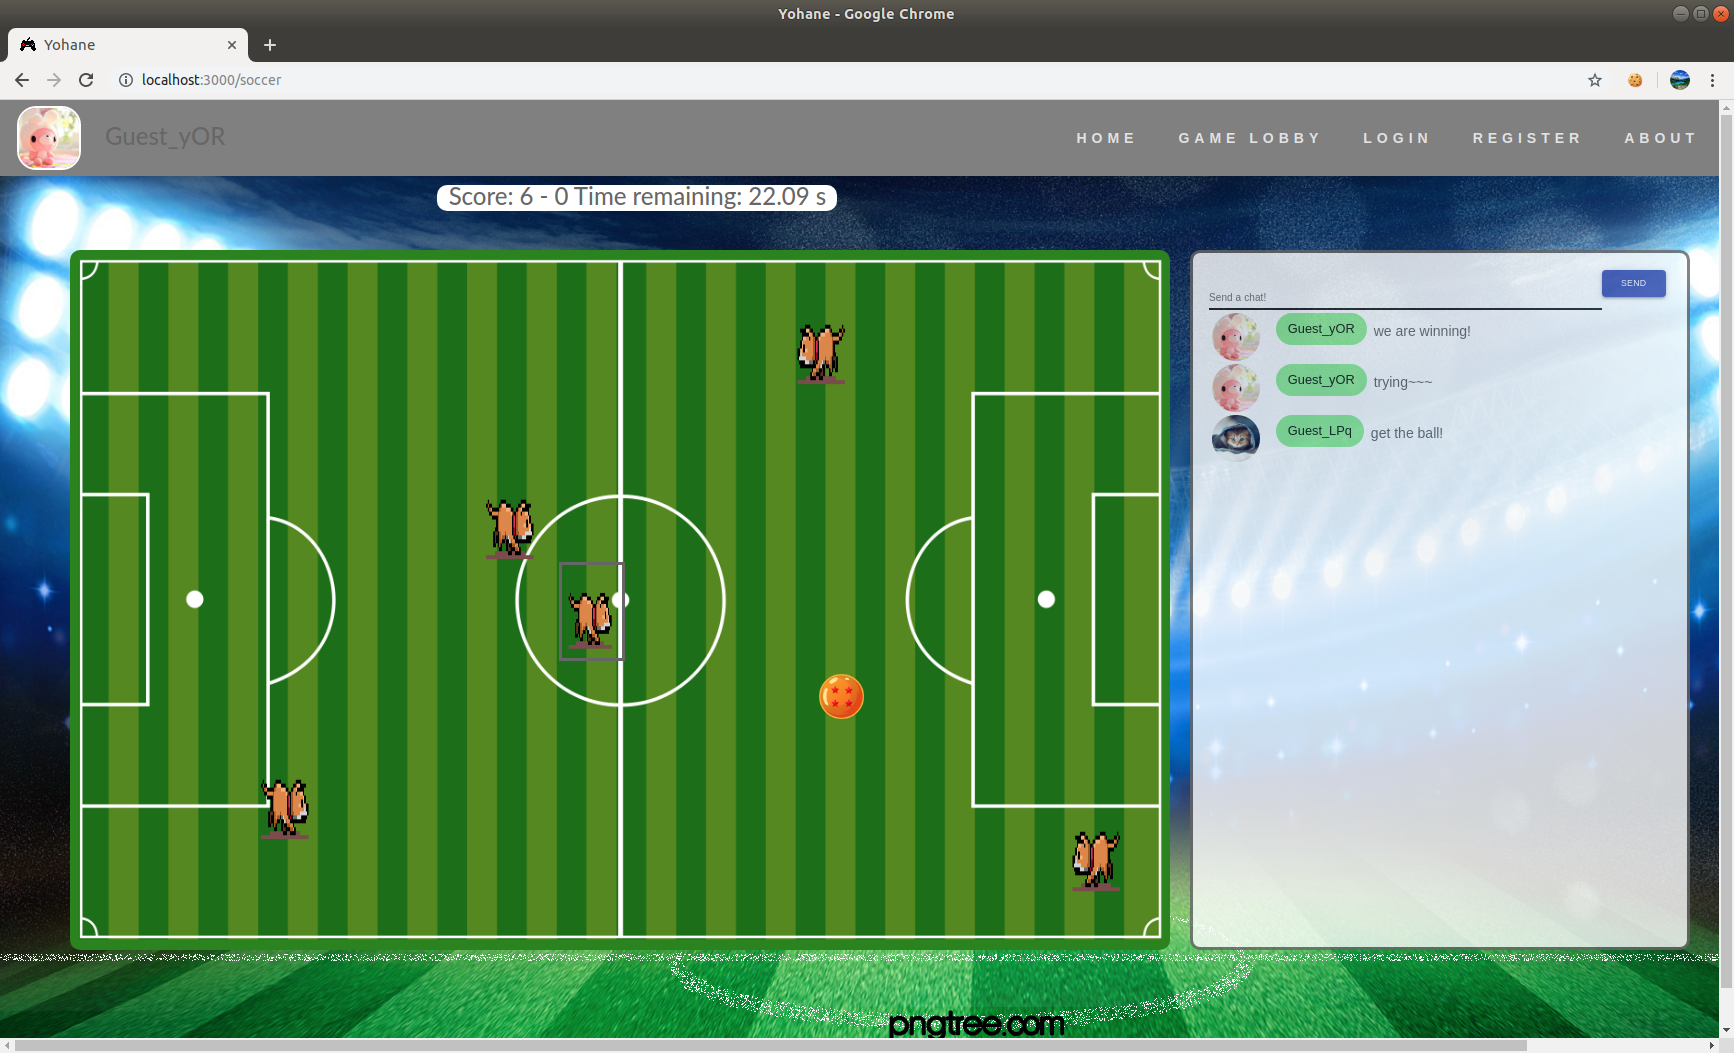 Yohane - Google Chrome
Yohane
localhost:3000/soccer
Guest_yOR
HOME GAME LOBBY LOGIN REGISTER ABOUT
Score: 6 - 0 Time remaining: 22.09 s
SEND
Send a chat!
Guest_yOR we are winning!
Guest_yOR trying~~~
Guest_LPq get the ball!
pngtree.com